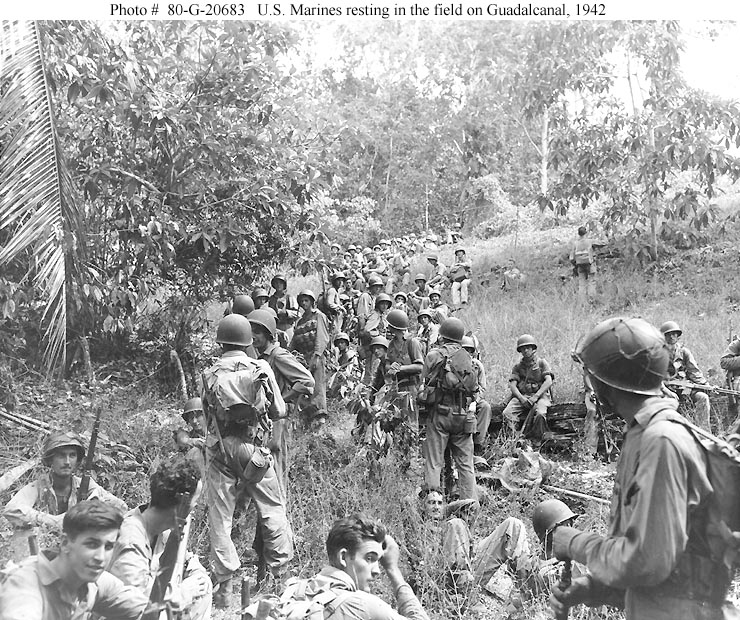 Photo # 80-G-20683 U.S. Marines resting in the field on Guadalcanal, 1942